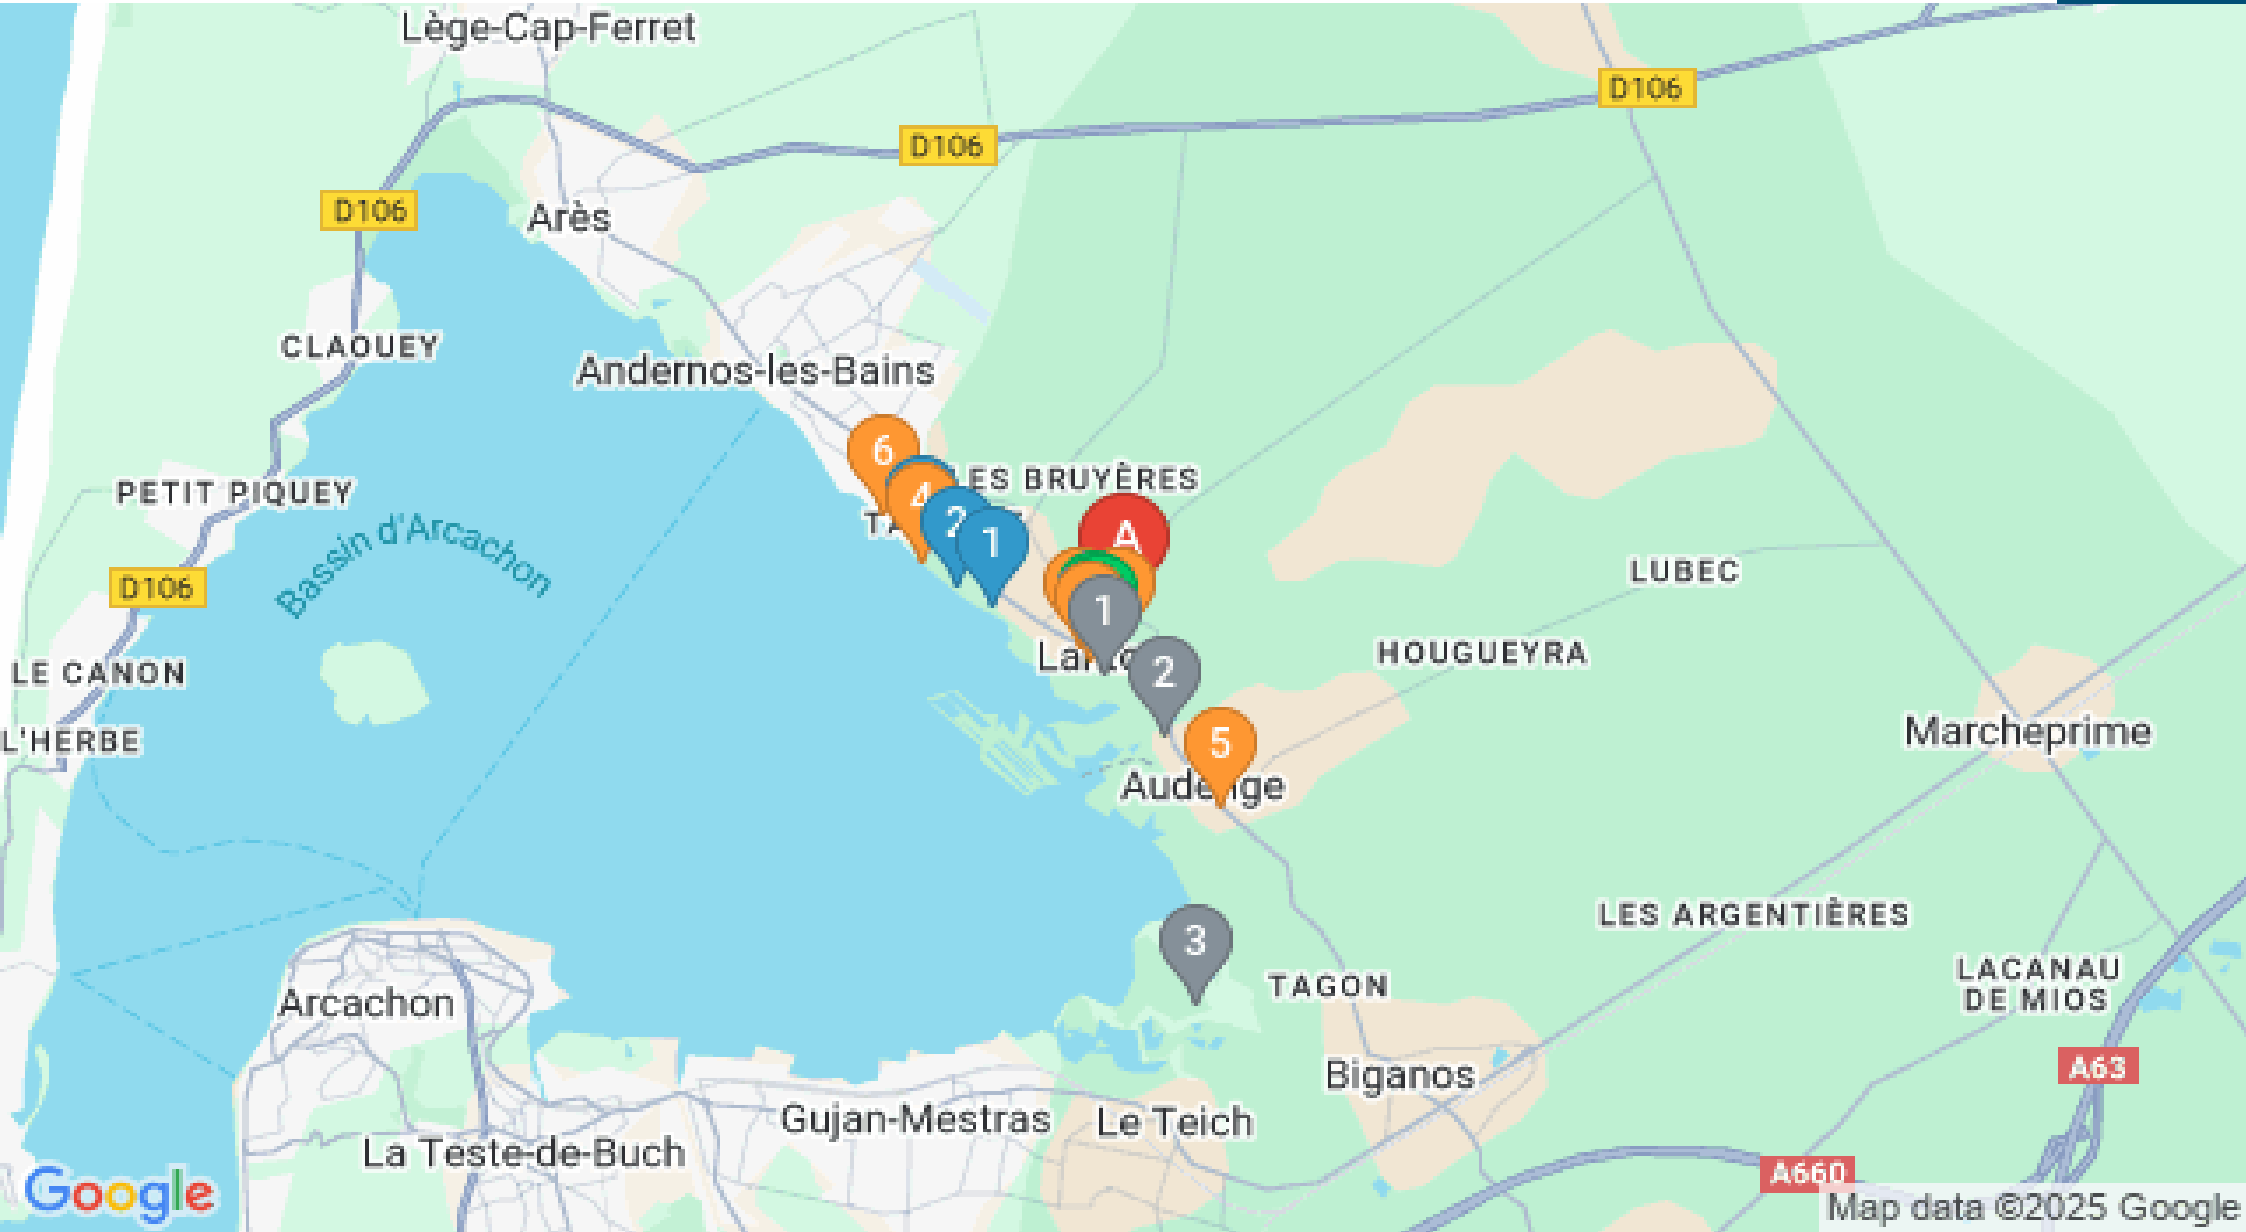 Lège-Cap-Ferret
D106
D106
D106
Arès
CLAOUEY
Andernos-les-Bains
6
ES BRUYÈRES
4
2
1
A
PETIT PIQUEY
Bassin d'Arcachon
D106
LUBEC
1
HOUGUEYRA
2
LE CANON
L'HERBE
Marcheprime
5
Audenge
LES ARGENTIÈRES
3
TAGON
LACANAU
DE MIOS
Arcachon
Biganos
A63
Gujan-Mestras
Le Teich
La Teste-de-Buch
A660
Google
Map data ©2025 Google